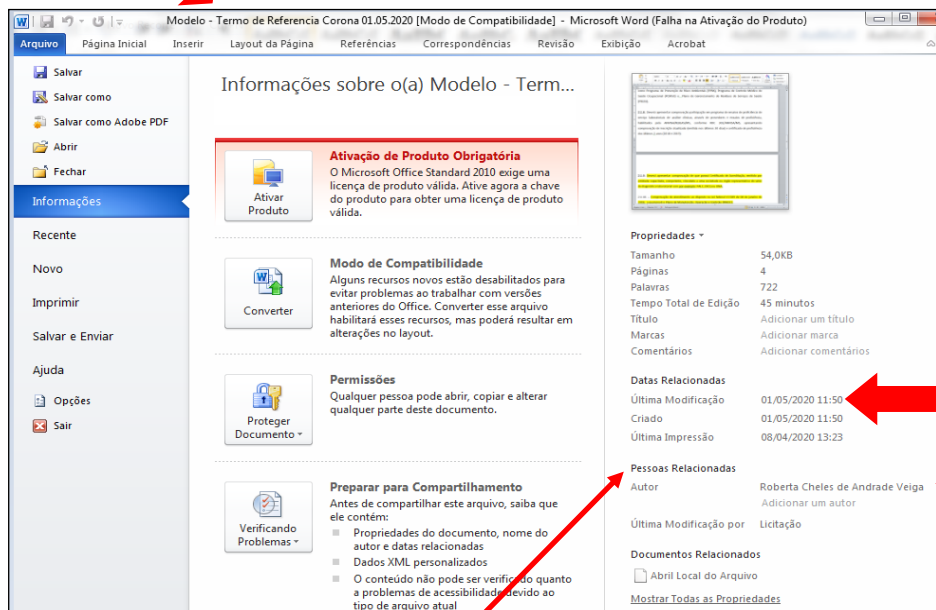 Modelo - Termo de Referencia Corona 01.05.2020 [Modo de Compatibilidade] - Microsoft Word (Falha na Ativação do Produto)
Arquivo Página Inicial Inserir Layout da Página Referências Correspondências Revisão Exibição Acrobat
Salvar
Salvar como
Salvar como Adobe PDF
Abrir
Fechar
Informações
Recente
Novo
Imprimir
Salvar e Enviar
Ajuda
Opções
Sair
Informações sobre o(a) Modelo - Term...
Ativar
Produto
Ativação de Produto Obrigatória
O Microsoft Office Standard 2010 exige uma
licença de produto válida. Ative agora a chave
do produto para obter uma licença de produto
válida.
Converter
Modo de Compatibilidade
Alguns recursos novos estão desabilitados para
evitar problemas ao trabalhar com versões
anteriores do Office. Converter esse arquivo
habilitará esses recursos, mas poderá resultar em
alterações no layout.
Proteger
Documento
Permissões
Qualquer pessoa pode abrir, copiar e alterar
qualquer parte deste documento.
Verificando
Problemas
Preparar para Compartilhamento
Antes de compartilhar este arquivo, saiba que
ele contém:
Propriedades do documento, nome do
autor e datas relacionadas
Dados XML personalizados
O conteúdo não pode ser verificado quanto
a problemas de acessibilidade devido ao
tipo de arquivo atual
Propriedades
Tamanho 54,0KB
Páginas 4
Palavras 722
Tempo Total de Edição 45 minutos
Título Adicionar um título
Marcas Adicionar marca
Comentários Adicionar comentários
Datas Relacionadas
Última Modificação 01/05/2020 11:50
Criado 01/05/2020 11:50
Última Impressão 08/04/2020 13:23
Pessoas Relacionadas
Autor Roberta Cheles de Andrade Veiga
Adicionar um autor
Última Modificação por Licitação
Documentos Relacionados
Abril Local do Arquivo
Mostrar Todas as Propriedades